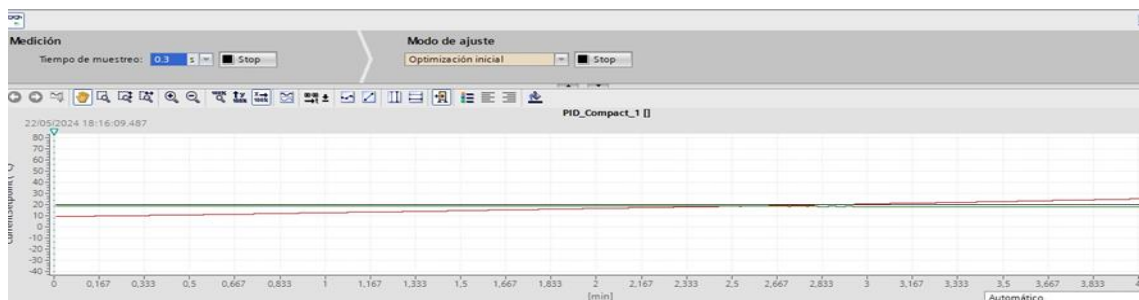 Medición
Modo de ajuste
Tiempo de muestreo: 0.3 s Stop
Optimización inicial Stop
PID_Compact_1 []
22/05/2024 18:16:09.487
80
70
60
50
40
30
20
10
0
-10
-20
-30
-40
0 0,167 0,333 0,5 0,667 0,833 1 1,167 1,333 1,5 1,667 1,833 2 2,167 2,333 2,5 2,667 2,833 3 3,167 3,333 3,5 3,667 3,833
[min]
Automático